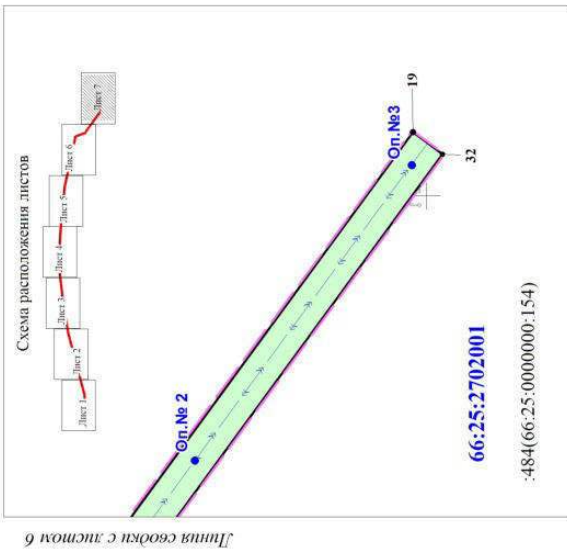 Схема расположения листов
Лист 1
Лист 2
Лист 3
Лист 4
Лист 5
Лист 6
Лист 7
Оп.№ 2
Оп.№3
19
32
66:25:2702001
:484(66:25:0000000:154)
Линия сводки с листом 6